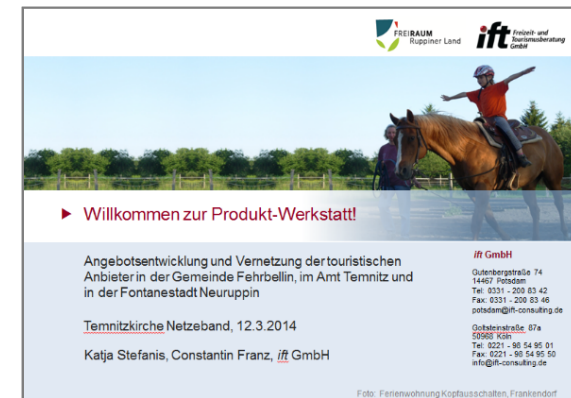 FREIRAUM
Ruppiner Land
ift Freizeit- und
Tourismusberatung
GmbH
Willkommen zur Produkt-Werkstatt!
Angebotsentwicklung und Vernetzung der touristischen
Anbieter in der Gemeinde Fehrbellin, im Amt Temnitz und
in der Fontanestadt Neuruppin
Temnitzkirche Netzeband, 12.3.2014
Katja Stefanis, Constantin Franz, ift GmbH
ift GmbH
Gutenbergstraße 74
14467 Potsdam
Tel: 0331 - 200 83 42
Fax: 0331 - 200 83 46
potsdam@ift-consulting.de
Gottesteinstraße 87a
50968 Köln
Tel: 0221 - 98 54 95 01
Fax: 0221 - 98 54 95 50
info@ift-consulting.de
Foto: Ferienwohnung Kopfausschalten, Frankendorf